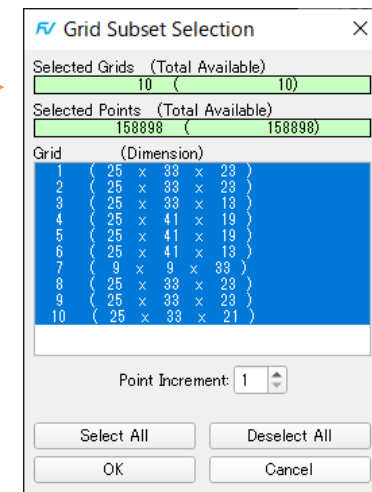 FV Grid Subset Selection
Selected Grids (Total Available)
10 ( 10)
Selected Points (Total Available)
158898 ( 158898)
Grid (Dimension)
1 ( 25 x 33 x 23 )
2 ( 25 x 33 x 23 )
3 ( 25 x 33 x 13 )
4 ( 25 x 41 x 19 )
5 ( 25 x 41 x 19 )
6 ( 25 x 41 x 13 )
7 ( 9 x 9 x 33 )
8 ( 25 x 33 x 23 )
9 ( 25 x 33 x 23 )
10 ( 25 x 33 x 21 )
Point Increment: 1
Select All Deselect All
OK Cancel